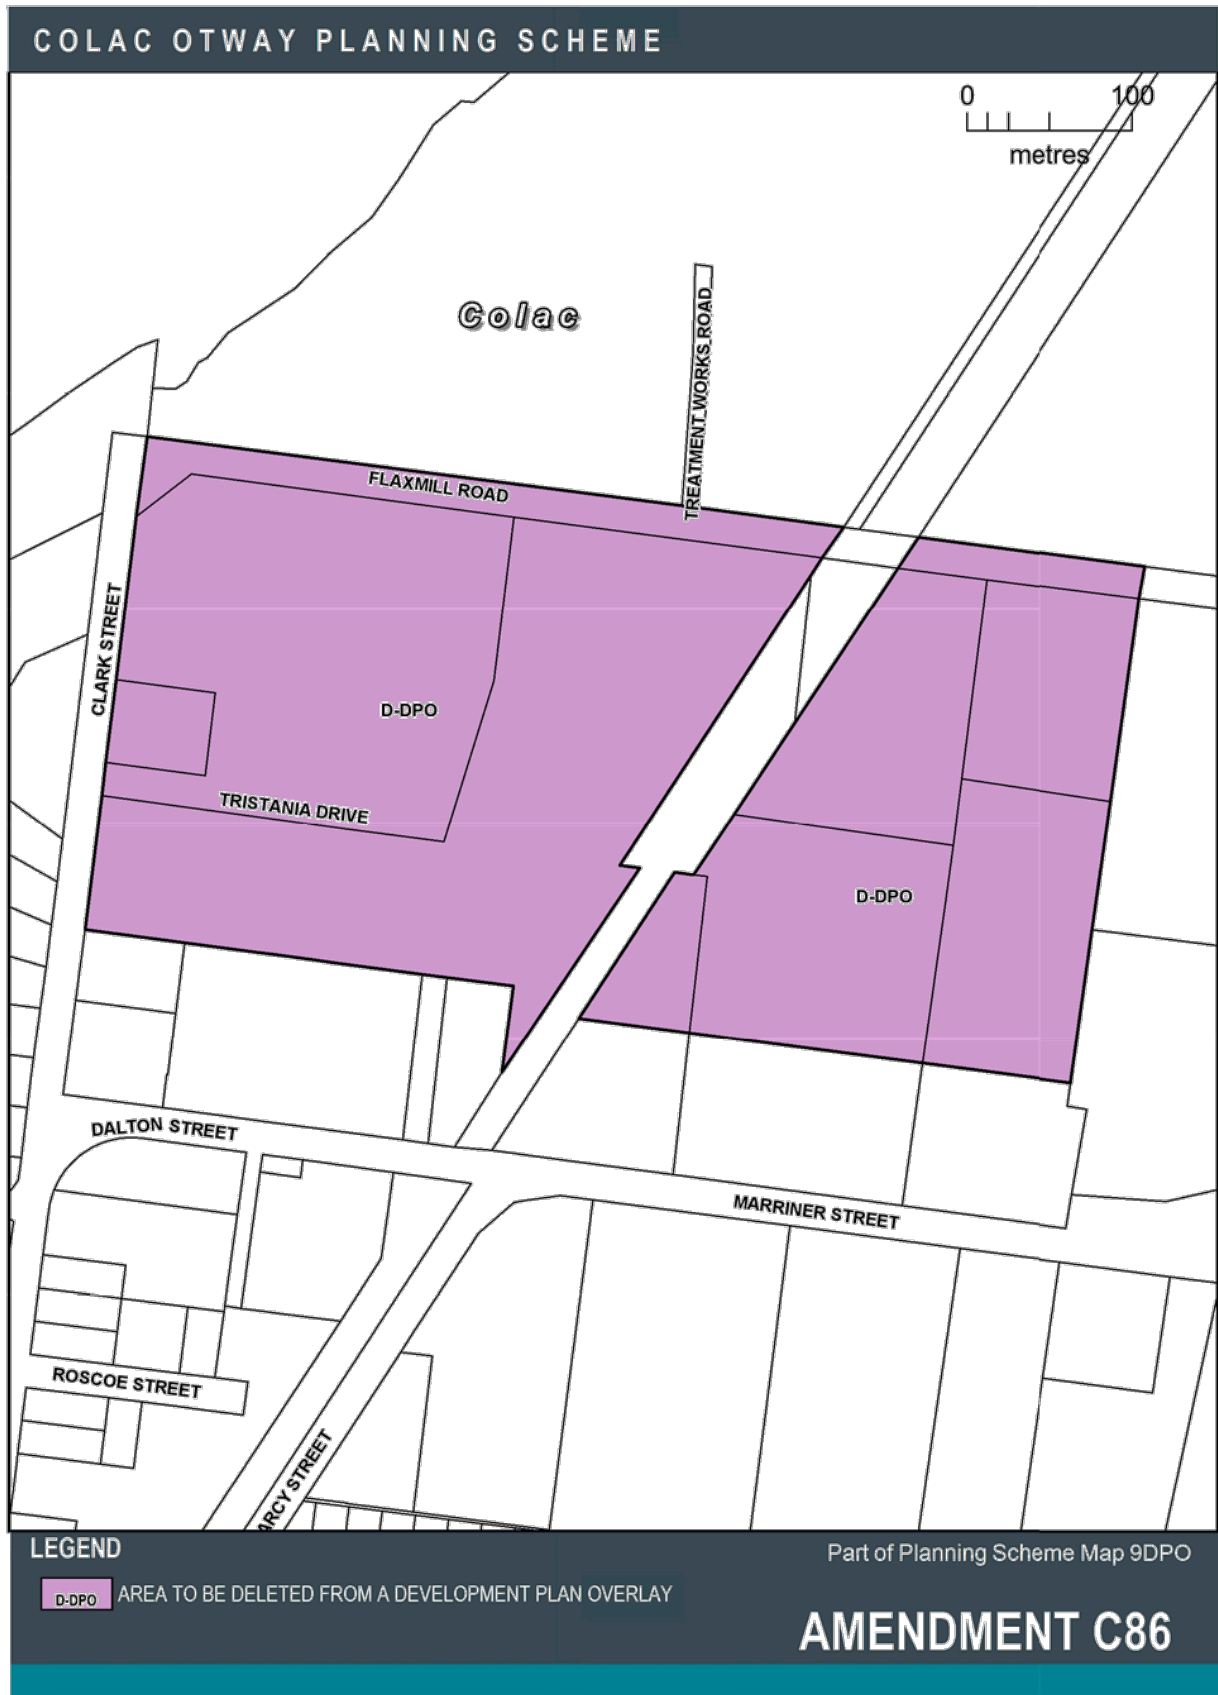 COLAC OTWAY PLANNING SCHEME
0 100
metres
Colac
TREATMENT WORKS ROAD
FLAXMILL ROAD
CLARK STREET
D-DPO
TRISTANIA DRIVE
D-DPO
DALTON STREET
MARRINER STREET
ROSCOE STREET
ARCY STREET
LEGEND
Part of Planning Scheme Map 9DPO
D-DPO AREA TO BE DELETED FROM A DEVELOPMENT PLAN OVERLAY
AMENDMENT C86